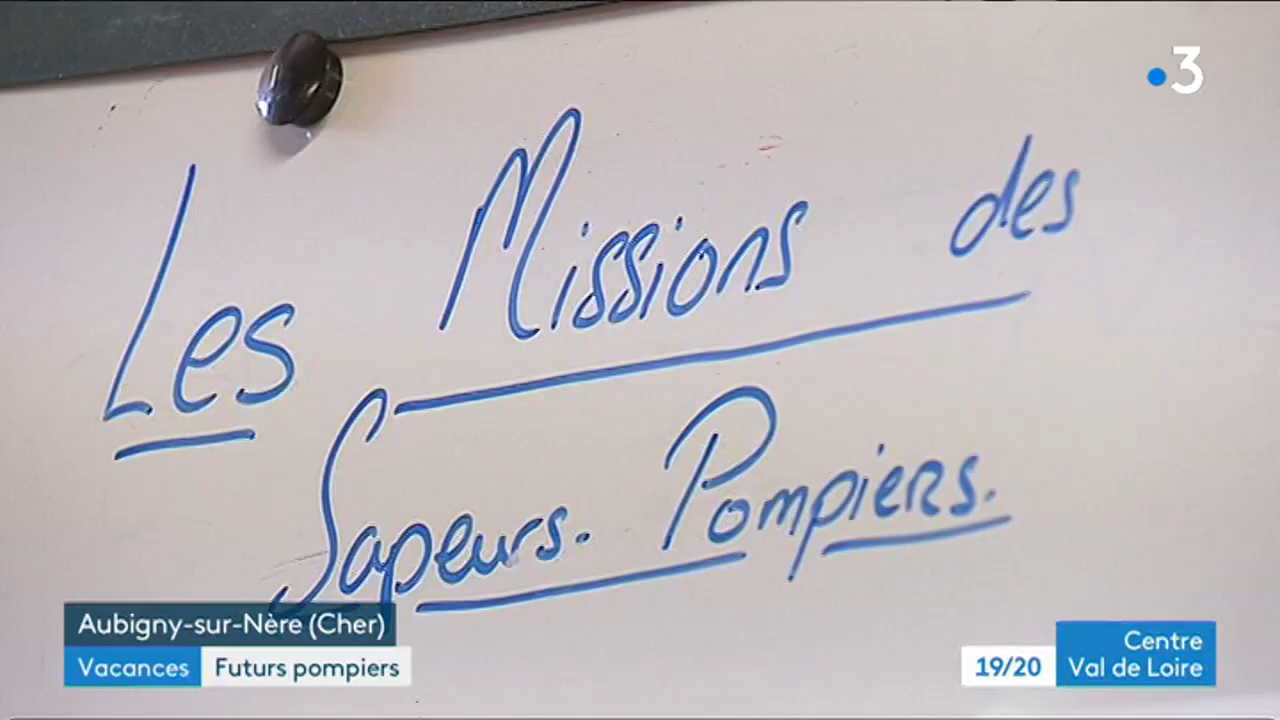 3
Les Missions des
Sapeurs. Pompiers.
Aubigny-sur-Nère (Cher)
Vacances Futurs pompiers
19/20 Centre
Val de Loire